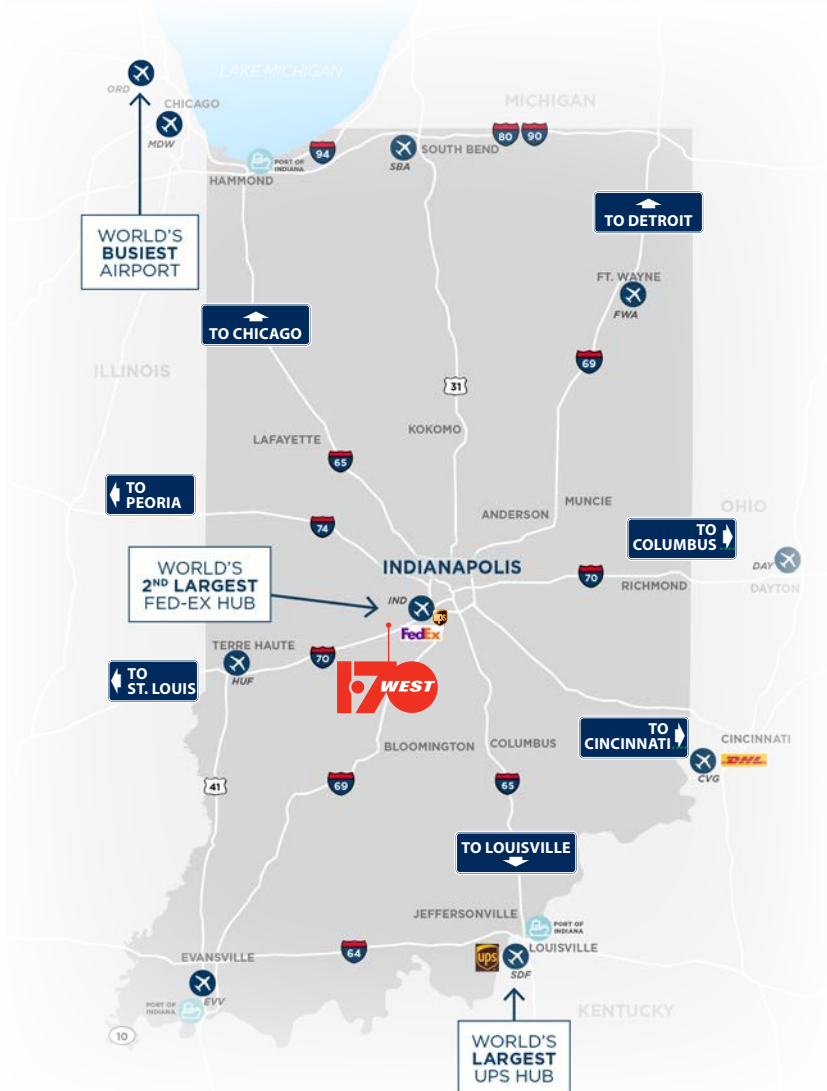 LAKE MICHIGAN
ORD
CHICAGO
MDW
MICHIGAN
80
90
94
SOUTH BEND
SBA
PORT OF
INDIANA
HAMMOND
TO DETROIT
WORLD'S
BUSIEST
AIRPORT
FT. WAYNE
FWA
TO CHICAGO
69
ILLINOIS
31
KOKOMO
LAFAYETTE
65
TO
PEORIA
MUNCIE
ANDERSON
OHIO
74
TO
COLUMBUS
WORLD'S
2ND LARGEST
FED-EX HUB
INDIANAPOLIS
DAY
DAYTON
70
RICHMOND
IND
ups
FedEx
TERRE HAUTE
HUF
70
TO
ST. LOUIS
I-70
WEST
TO
CINCINNATI
CINCINNATI
BLOOMINGTON
COLUMBUS
CVG
DHL
41
69
65
TO LOUISVILLE
JEFFERSONVILLE
PORT OF
INDIANA
64
LOUISVILLE
ups
SDF
EVANSVILLE
EVV
PORT OF
INDIANA
KENTUCKY
10
WORLD'S
LARGEST
UPS HUB